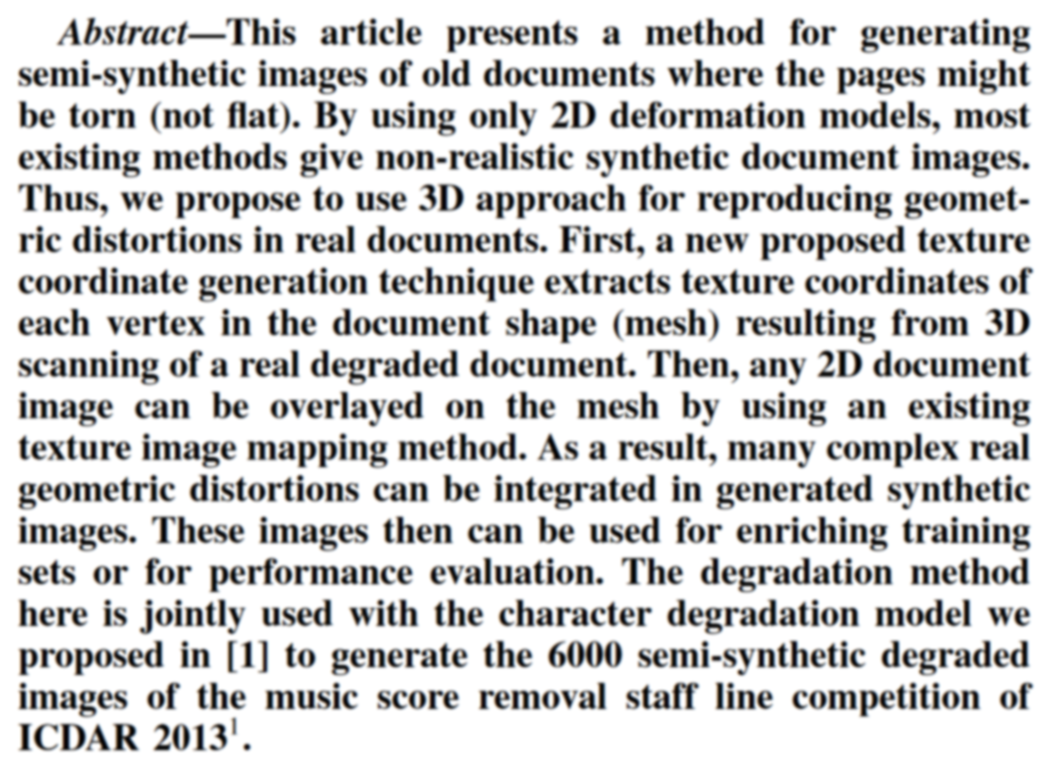 Abstract—This article presents a method for generating
semi-synthetic images of old documents where the pages might
be torn (not flat). By using only 2D deformation models, most
existing methods give non-realistic synthetic document images.
Thus, we propose to use 3D approach for reproducing geomet-
ric distortions in real documents. First, a new proposed texture
coordinate generation technique extracts texture coordinates of
each vertex in the document shape (mesh) resulting from 3D
scanning of a real degraded document. Then, any 2D document
image can be overlayed on the mesh by using an existing
texture image mapping method. As a result, many complex real
geometric distortions can be integrated in generated synthetic
images. These images then can be used for enriching training
sets or for performance evaluation. The degradation method
here is jointly used with the character degradation model we
proposed in [1] to generate the 6000 semi-synthetic degraded
images of the music score removal staff line competition of
ICDAR 2013¹.